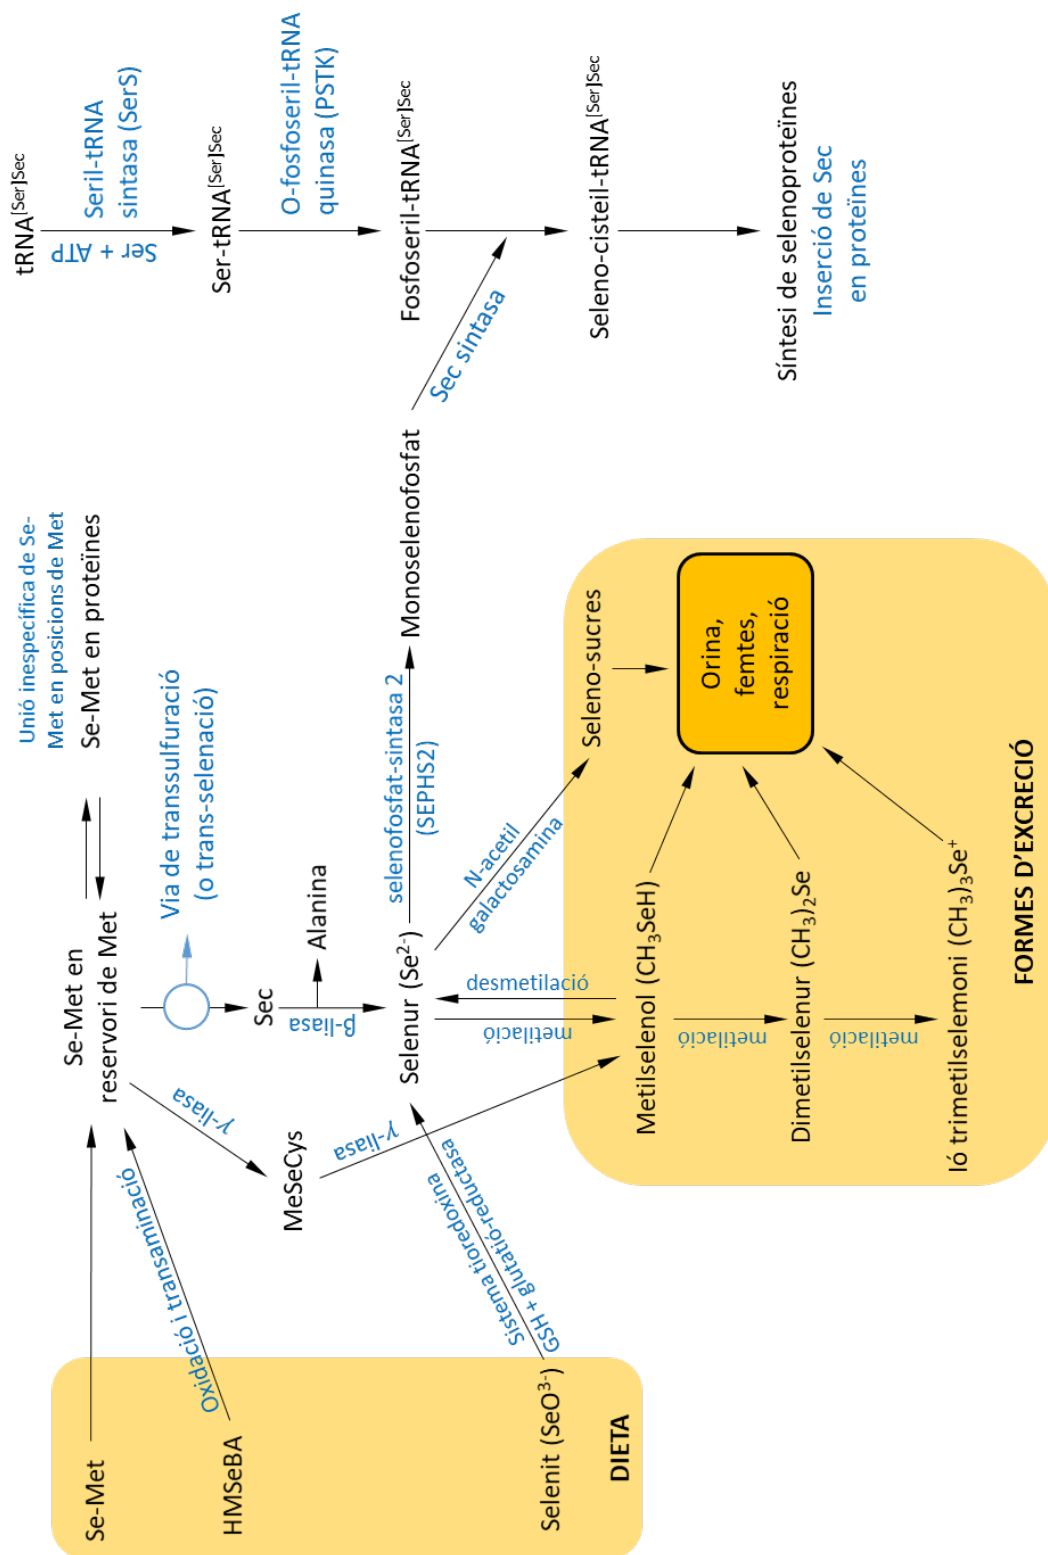 Se-Met
HMSeBA
Selenit (SeO³⁻)
DIETA
Oxidació i transaminació
Sistema tioredoxina
GSH + glutatió-reductasa
Se-Met en
reservori de Met
Unió inespecífica de Se-
Met en posicions de Met
Se-Met en proteïnes
γ-liasa
MeSeCys
γ-liasa
Via de transsulfuració
(o trans-selenació)
Sec
β-liasa
Alanina
Selenur (Se²⁻)
selenofosfat-sintasa 2
(SEPHS2)
Monoselenofosfat
Sec sintasa
tRNA[Ser]Sec
Ser + ATP
Seril-tRNA
sintasa (SerS)
Ser-tRNA[Ser]Sec
O-fosfoseril-tRNA
quinasa (PSTK)
Fosfoseril-tRNA[Ser]Sec
Seleno-cisteil-tRNA[Ser]Sec
Síntesi de selenoproteïnes
Inserció de Sec
en proteïnes
metilació
desmetilació
N-acetil
galactosamina
Seleno-sucres
Metilselenol (CH₃SeH)
metilació
Dimetilselenur (CH₃)₂Se
metilació
Ió trimetilselemoni (CH₃)₃Se⁺
Orina,
femtes,
respiració
FORMES D'EXCRECIÓ